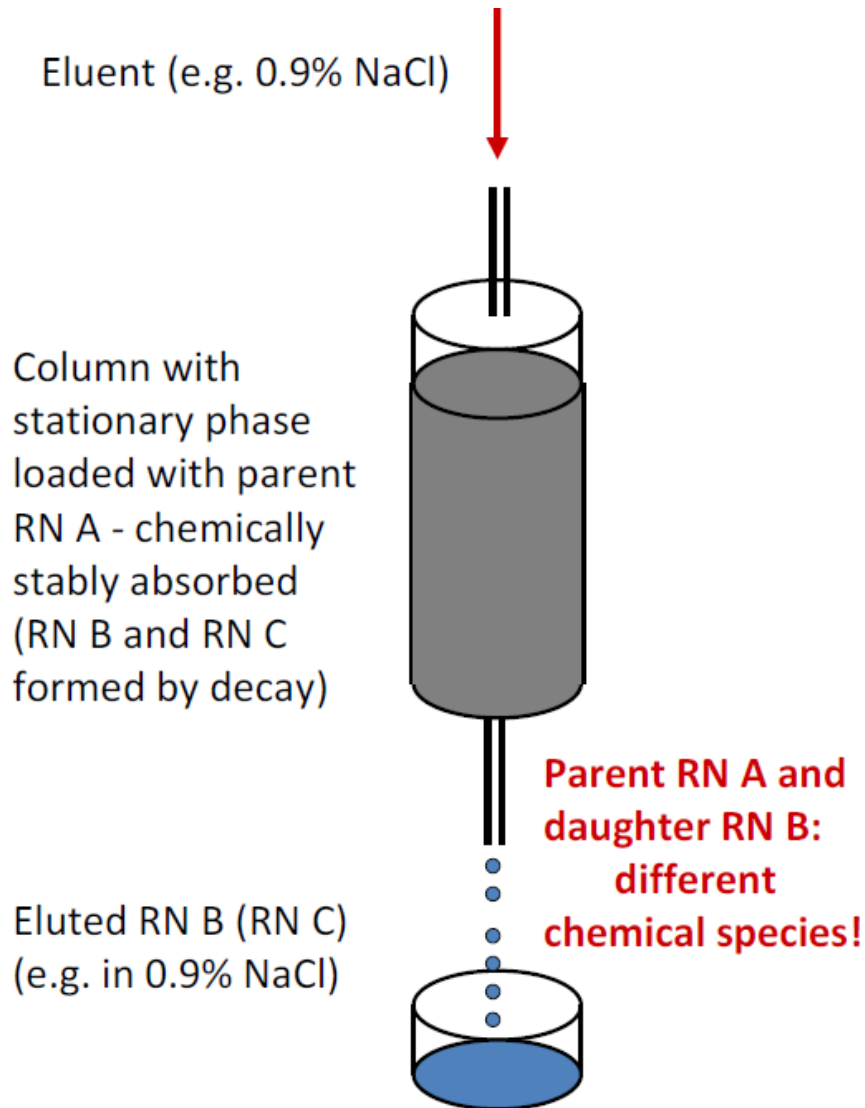 Eluent (e.g. 0.9% NaCl)
Column with
stationary phase
loaded with parent
RN A - chemically
stably absorbed
(RN B and RN C
formed by decay)
Parent RN A and
daughter RN B:
different
chemical species!
Eluted RN B (RN C)
(e.g. in 0.9% NaCl)